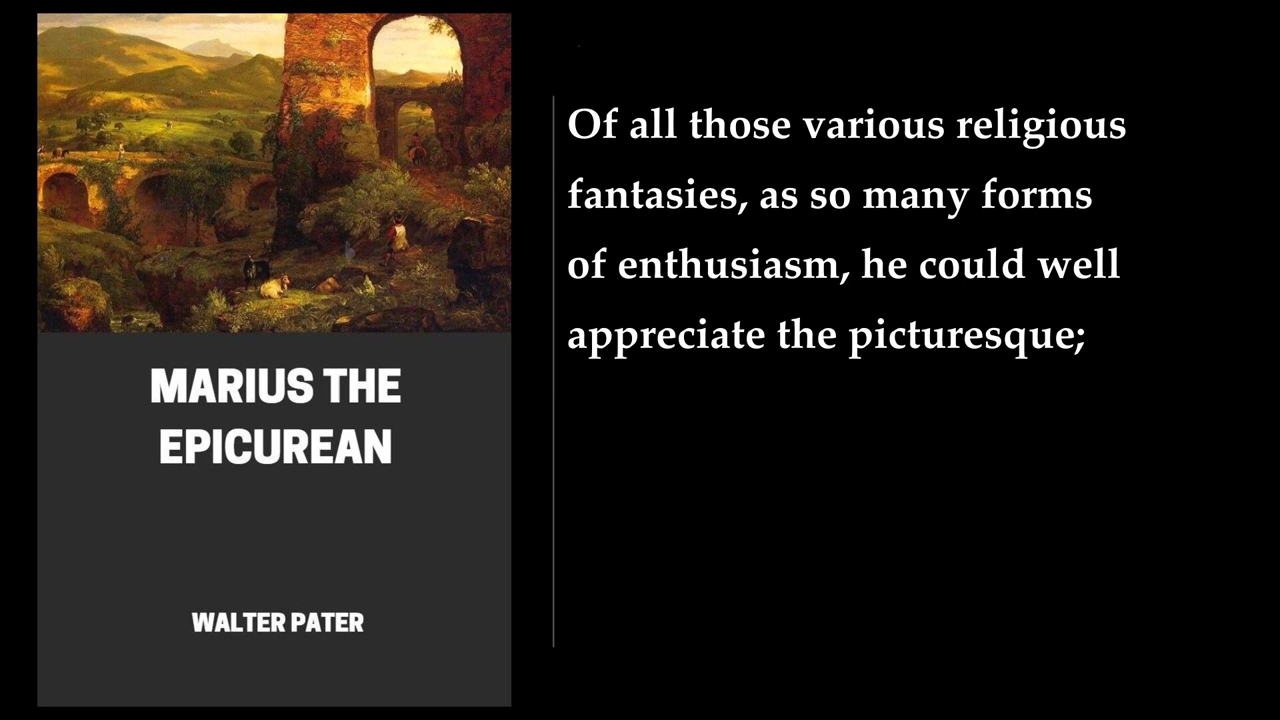 MARIUS THE
EPICUREAN
WALTER PATER
Of all those various religious
fantasies, as so many forms
of enthusiasm, he could well
appreciate the picturesque;